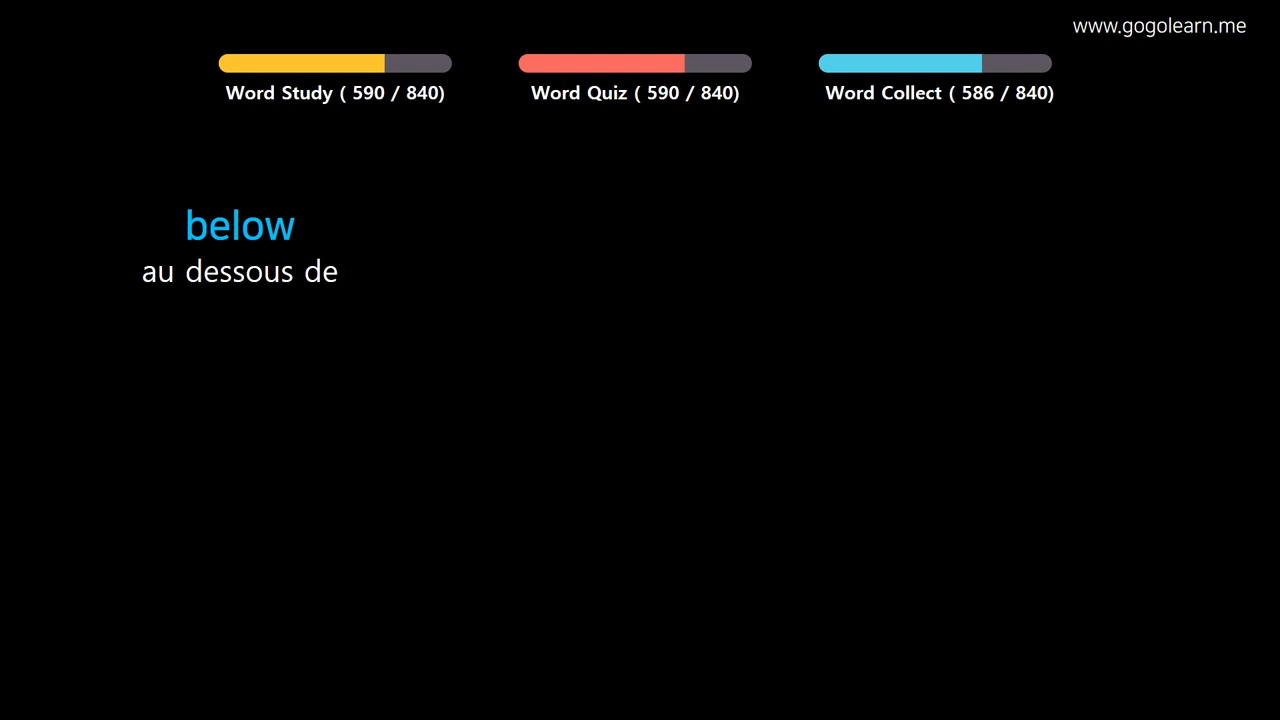 www.gogolearn.me
Word Study ( 590 / 840)
Word Quiz ( 590 / 840)
Word Collect ( 586 / 840)
below
au dessous de